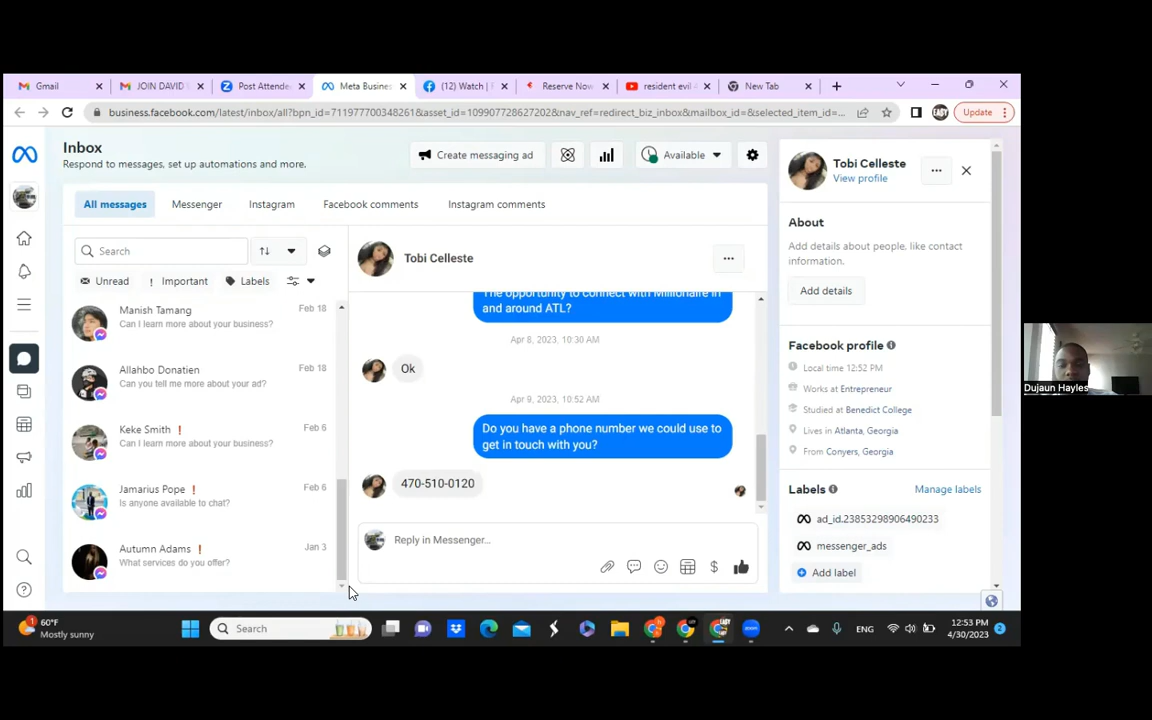 Gmail
JOIN DAVID
Post Attende
Meta Busines
(12) Watch |
Reserve Now
resident evil 4
New Tab
business.facebook.com/latest/inbox/all?bpn_id=711977700348261&asset_id=109907728627202&nav_ref=redirect_biz_inbox&mailbox_id=&selected_item_id=...
Update
Inbox
Respond to messages, set up automations and more.
Create messaging ad
Available
All messages
Messenger
Instagram
Facebook comments
Instagram comments
Search
Unread
! Important
Labels
Manish Tamang
Feb 18
Can I learn more about your business?
Allahbo Donatien
Feb 18
Can you tell me more about your ad?
Keke Smith
Feb 6
Can I learn more about your business?
Jamarius Pope
Feb 6
Is anyone available to chat?
Autumn Adams
Jan 3
What services do you offer?
Tobi Celleste
The opportunity to connect with Millionaire in
and around ATL?
Apr 8, 2023, 10:30 AM
Ok
Apr 9, 2023, 10:52 AM
Do you have a phone number we could use to
get in touch with you?
470-510-0120
Reply in Messenger...
Tobi Celleste
View profile
About
Add details about people, like contact
information.
Add details
Facebook profile
Local time 12:52 PM
Works at Entrepreneur
Studied at Benedict College
Lives in Atlanta, Georgia
From Conyers, Georgia
Labels
Manage labels
ad_id.23853298906490233
messenger_ads
Add label
Dujaun Hayles
1
60°F
Mostly sunny
Search
ENG
12:53 PM
4/30/2023
2